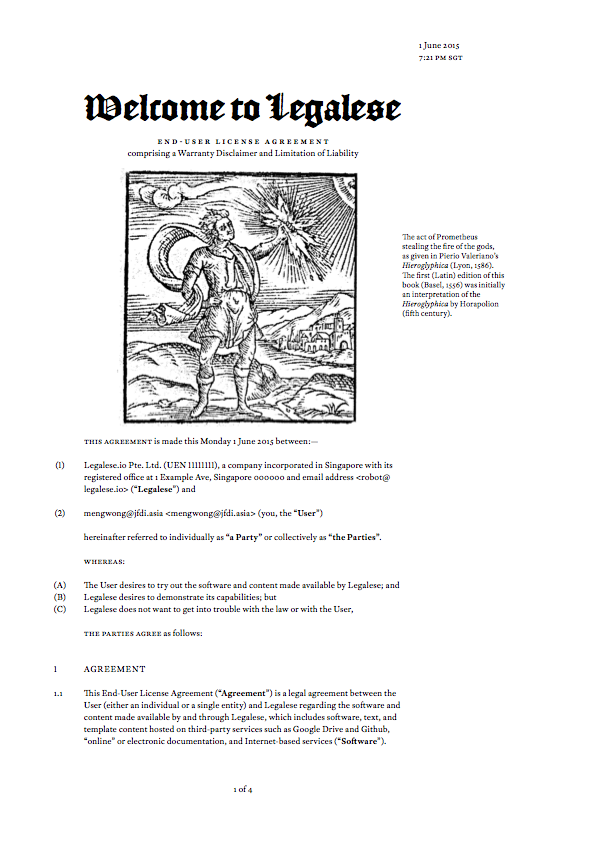 1 June 2015
7:21 PM SGT
Welcome to Legalese
END-USER LICENSE AGREEMENT
comprising a Warranty Disclaimer and Limitation of Liability
The act of Prometheus
stealing the fire of the gods,
as given in Pierio Valeriano's
Hieroglyphica (Lyon, 1586).
The first (Latin) edition of this
book (Basel, 1556) was initially
an interpretation of the
Hieroglyphica by Horapolion
(fifth century).
THIS AGREEMENT is made this Monday 1 June 2015 between:—
(1) Legalese.io Pte. Ltd. (UEN 11111111), a company incorporated in Singapore with its
registered office at 1 Example Ave, Singapore 000000 and email address <robot@
legalese.io> (“Legalese”) and
(2) mengwong@jfdi.asia <mengwong@jfdi.asia> (you, the “User”)
hereinafter referred to individually as “a Party” or collectively as “the Parties”.
WHEREAS:
(A) The User desires to try out the software and content made available by Legalese; and
(B) Legalese desires to demonstrate its capabilities; but
(C) Legalese does not want to get into trouble with the law or with the User,
THE PARTIES AGREE as follows:
1 AGREEMENT
1.1 This End-User License Agreement (“Agreement”) is a legal agreement between the
User (either an individual or a single entity) and Legalese regarding the software and
content made available by and through Legalese, which includes software, text, and
template content hosted on third-party services such as Google Drive and Github,
“online” or electronic documentation, and Internet-based services (“Software”).
1 of 4